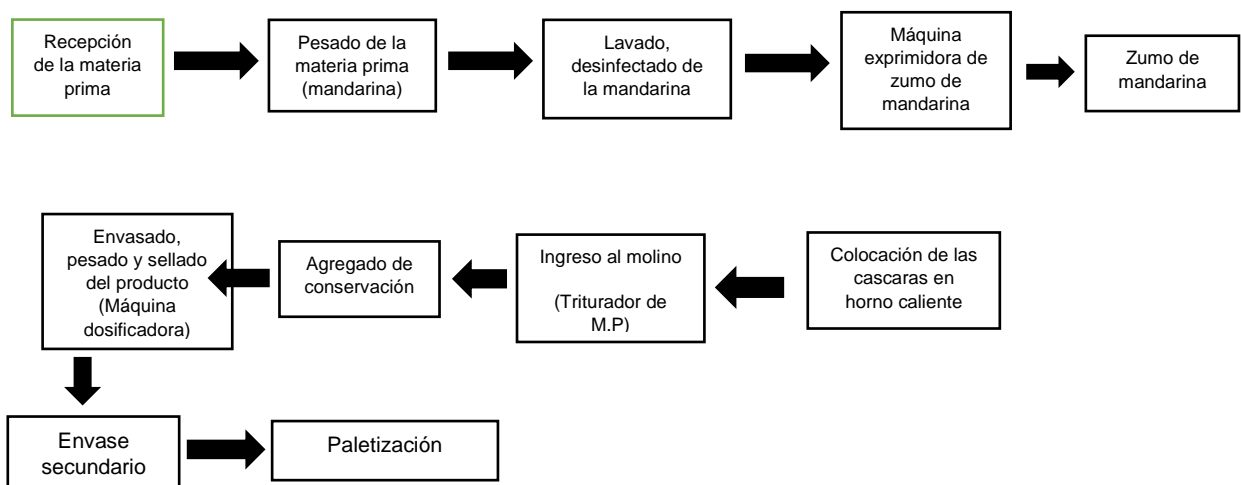 Recepción
de la materia
prima
Pesado de la
materia prima
(mandarina)
Lavado,
desinfectado de
la mandarina
Máquina
exprimidora de
zumo de
mandarina
Zumo de
mandarina
Envasado,
pesado y sellado
del producto
(Máquina
dosificadora)
Agregado de
conservación
Ingreso al molino
(Triturador de
M.P)
Colocación de las
cascaras en
horno caliente
Envase
secundario
Paletización